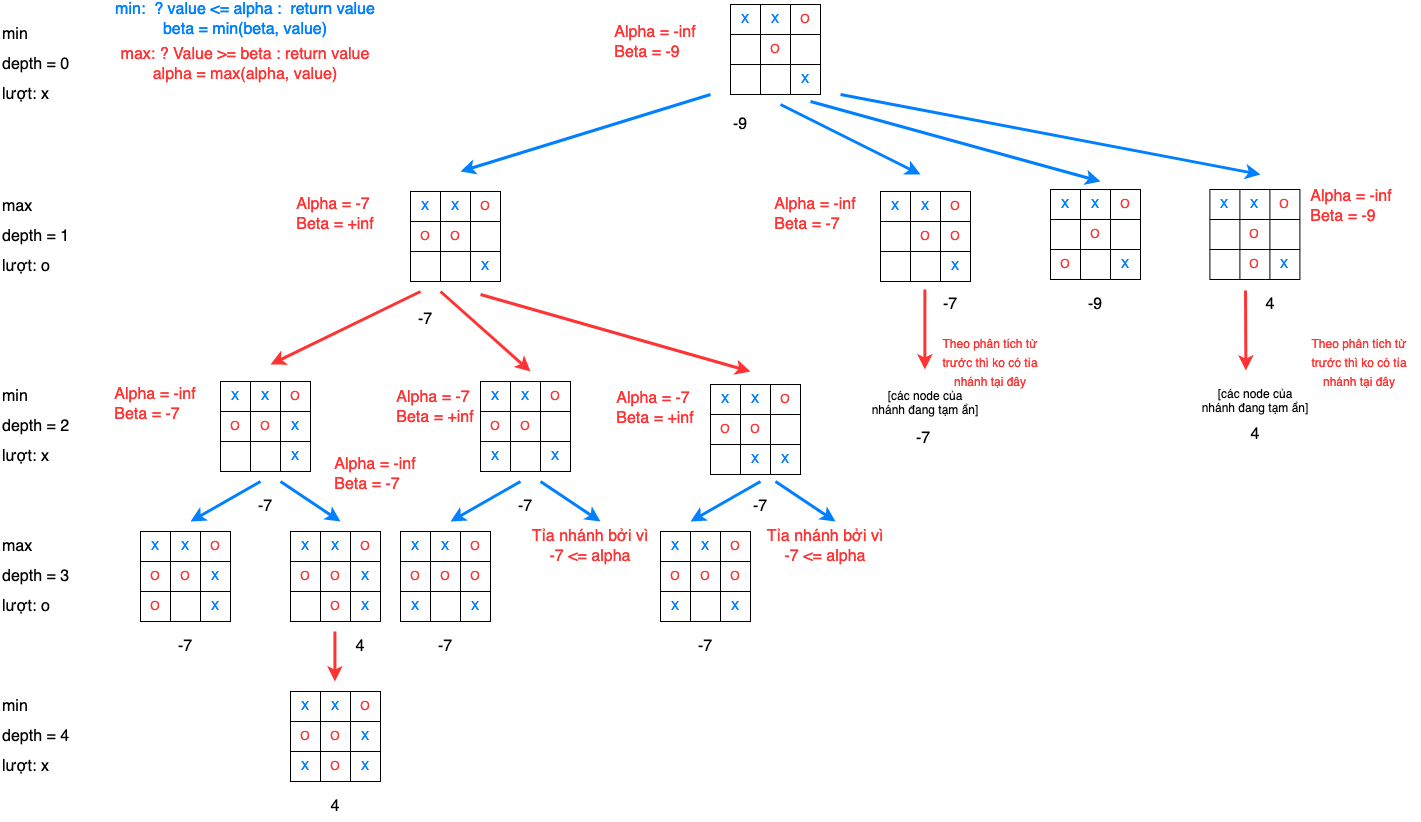 min: ? value <= alpha : return value
beta = min(beta, value)
max: ? Value >= beta : return value
alpha = max(alpha, value)
min
depth = 0
lượt: x
Alpha = -inf
Beta = -9
X X O
O
X
-9
max
depth = 1
lượt: o
Alpha = -7
Beta = +inf
X X O
O O
X
-7
Alpha = -inf
Beta = -7
X X O
O O
X
-7
X X O
O
O X
-9
X X O
O
O X
Alpha = -inf
Beta = -9
4
Theo phân tích từ
trước thì ko có tỉa
nhánh tại đây
[các node của
nhánh đang tạm ẩn]
-7
Theo phân tích từ
trước thì ko có tỉa
nhánh tại đây
[các node của
nhánh đang tạm ẩn]
4
min
depth = 2
lượt: x
Alpha = -inf
Beta = -7
X X O
O O X
X
-7
Alpha = -7
Beta = +inf
X X O
O O
X X
-7
Alpha = -7
Beta = +inf
X X O
O O
X X
-7
Alpha = -inf
Beta = -7
Tỉa nhánh bởi vì
-7 <= alpha
Tỉa nhánh bởi vì
-7 <= alpha
max
depth = 3
lượt: o
X X O
O O X
O X
-7
X X O
O O X
O X
4
X X O
O O O
X X
-7
X X O
O O O
X X
-7
min
depth = 4
lượt: x
X X O
O O X
X O X
4